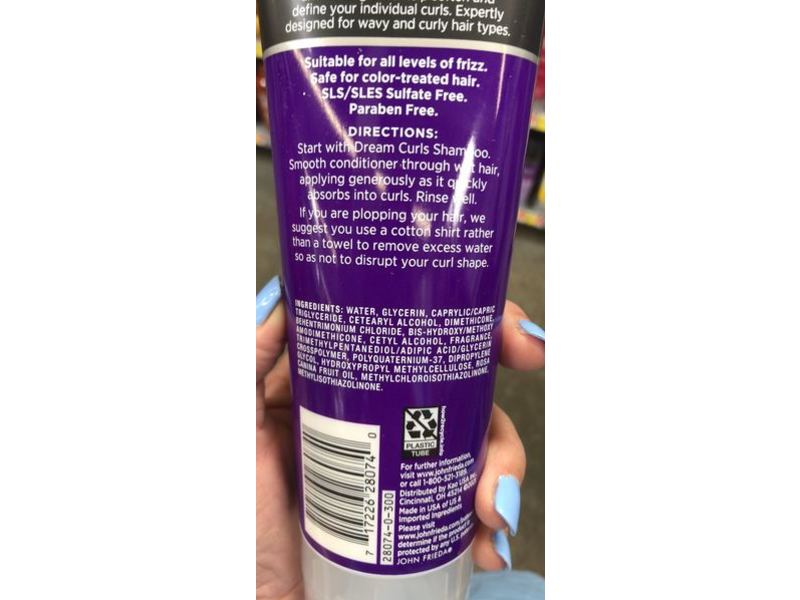 define your individual curls. Expertly
designed for wavy and curly hair types.
Suitable for all levels of frizz.
Safe for color-treated hair.
SLS/SLES Sulfate Free.
Paraben Free.
DIRECTIONS:
Start with Dream Curls Shampoo.
Smooth conditioner through wet hair,
applying generously as it quickly
absorbs into curls. Rinse well.
If you are plopping your hair, we
suggest you use a cotton shirt rather
than a towel to remove excess water
so as not to disrupt your curl shape.
INGREDIENTS: WATER, GLYCERIN, CAPRYLIC/CAPRIC
TRIGLYCERIDE, CETEARYL ALCOHOL, DIMETHICONE,
BEHENTRIMONIUM CHLORIDE, BIS-HYDROXY/METHOXY
AMODIMETHICONE, CETYL ALCOHOL, FRAGRANCE,
TRIMETHYLPENTANEDIOL/ADIPIC ACID/GLYCERIN
CROSSPOLYMER, POLYQUATERNIUM-37, DIPROPYLENE
GLYCOL, HYDROXYPROPYL METHYLCELLULOSE, ROSA
CANINA FRUIT OIL, METHYLCHLOROISOTHIAZOLINONE,
METHYLISOTHIAZOLINONE.
PLASTIC
TUBE
how2recycle.info
7 17226 28074 0
28074-0-300
For further information,
visit www.johnfrieda.com
or call 1-800-521-3189.
Distributed by Kao USA Inc.
Cincinnati, OH 45214
Made in USA of US &
Imported Ingredients
Please visit
www.johnfrieda.com/
determine if the product is
protected by any U.S.
JOHN FRIEDA®